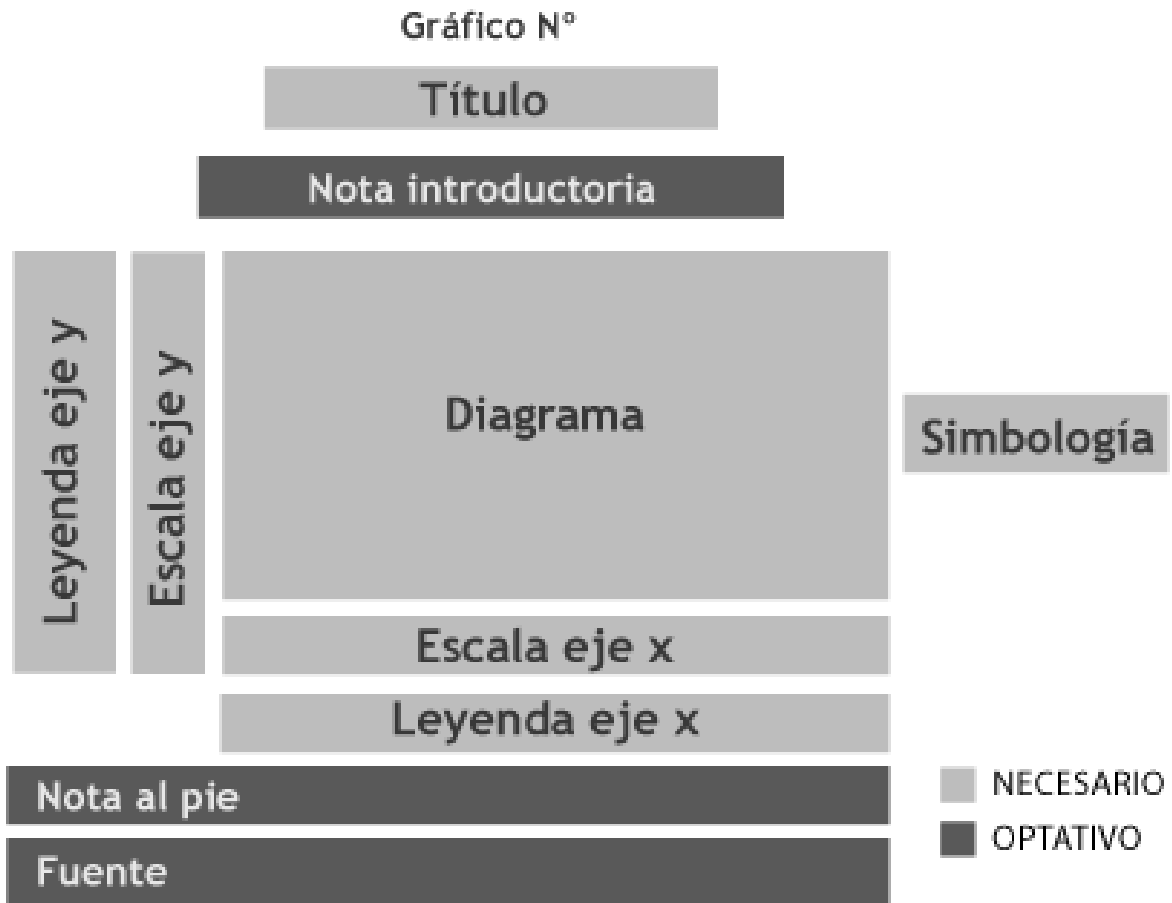 Gráfico Nº
Título
Nota introductoria
Leyenda eje y
Escala eje y
Diagrama
Simbología
Escala eje x
Leyenda eje x
Nota al pie
Fuente
NECESARIO
OPTATIVO